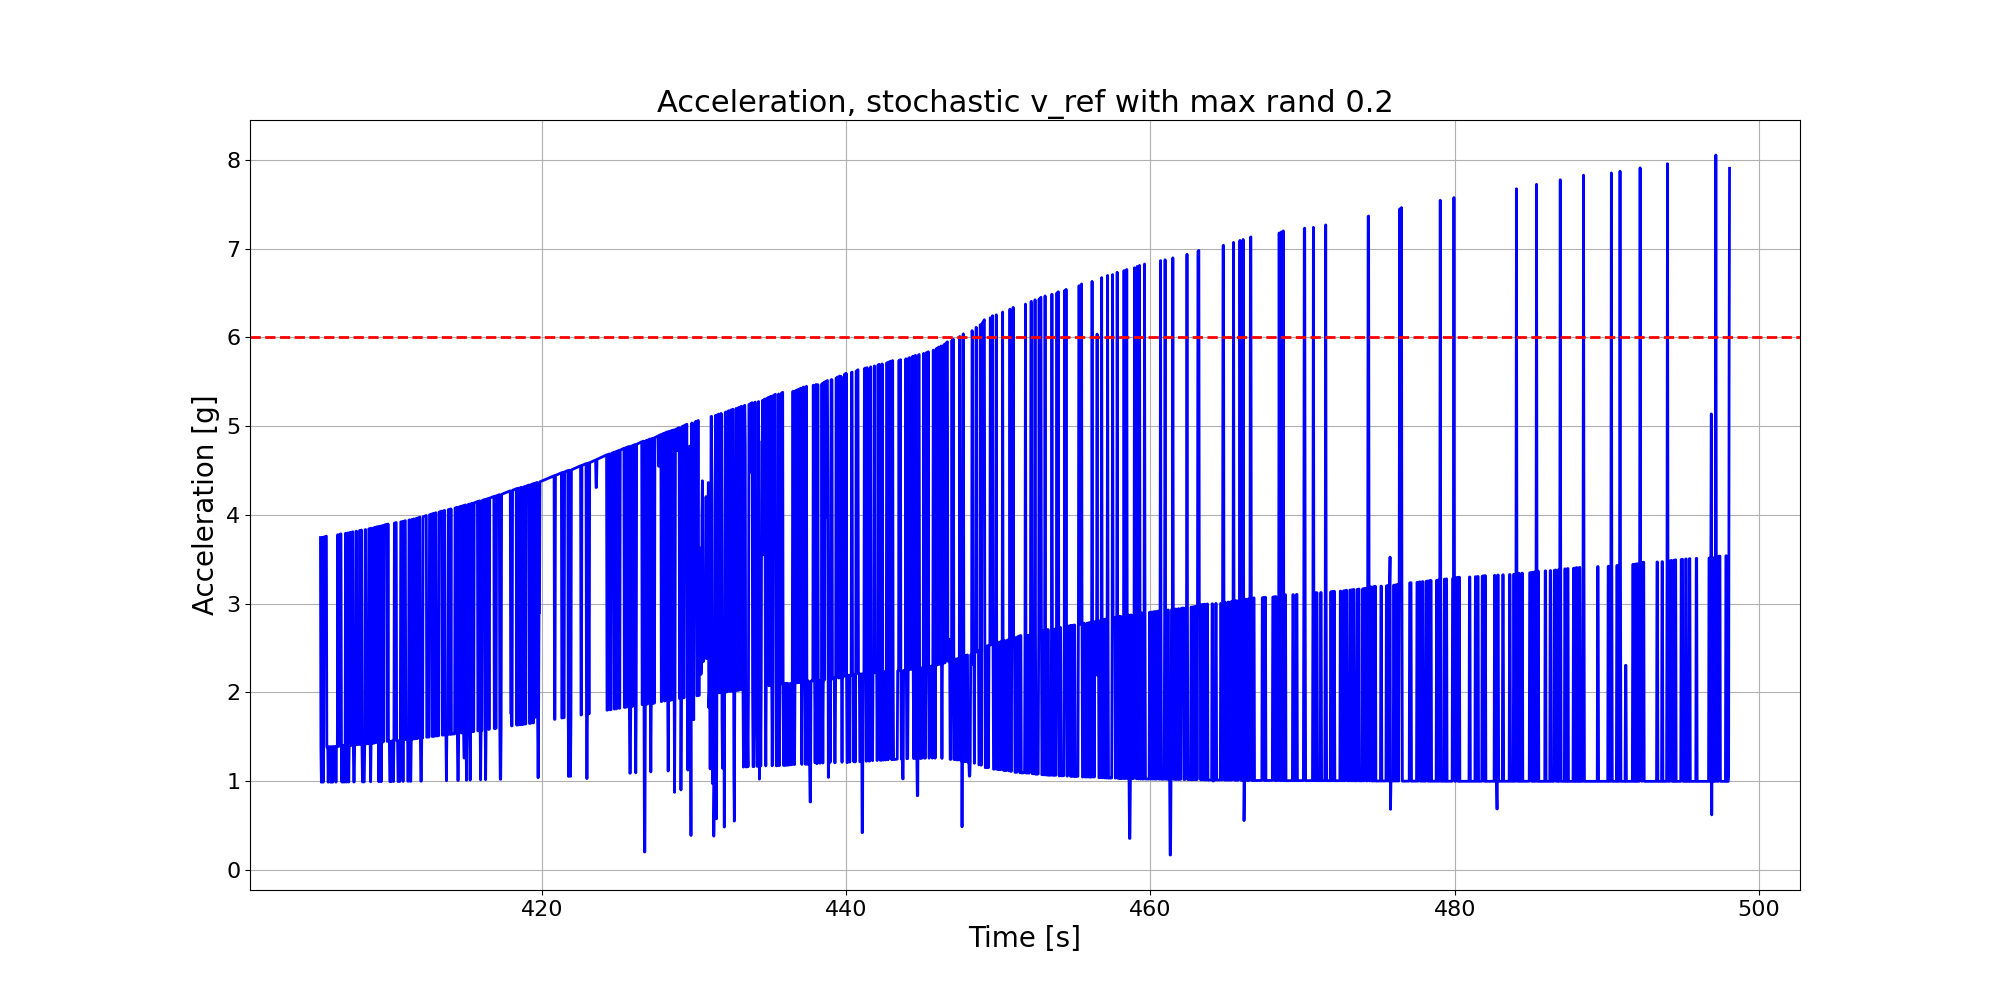 Acceleration, stochastic v_ref with max rand 0.2
8
7
6
5
4
3
2
1
0
Acceleration [g]
420 440 460 480 500
Time [s]